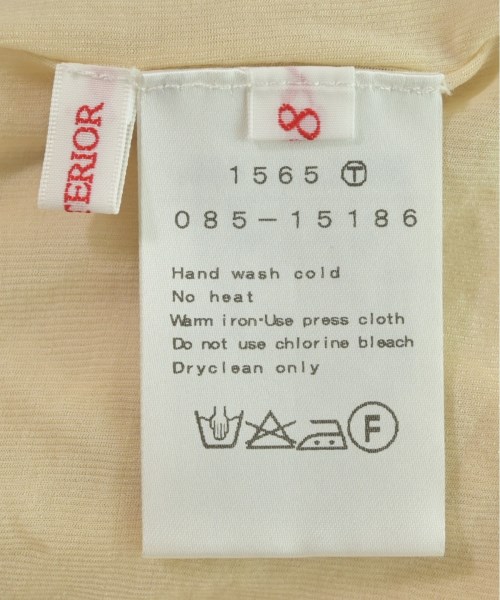 TERIOR
8
1565 Ⓣ
085-15186
Hand wash cold
No heat
Warm iron·Use press cloth
Do not use chlorine bleach
Dryclean only
F